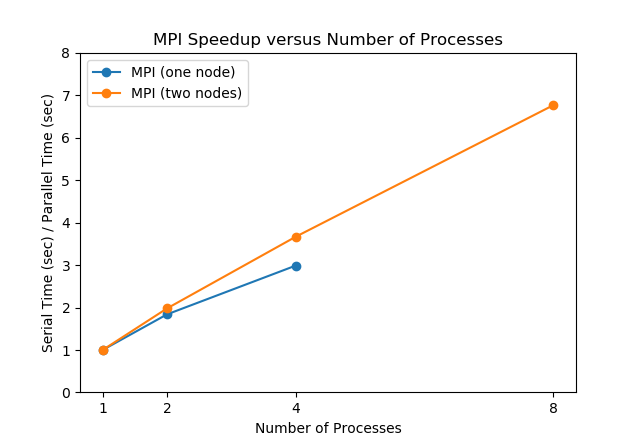 MPI Speedup versus Number of Processes
MPI (one node)
MPI (two nodes)
Serial Time (sec) / Parallel Time (sec)
8
7
6
5
4
3
2
1
0
1 2 4 8
Number of Processes